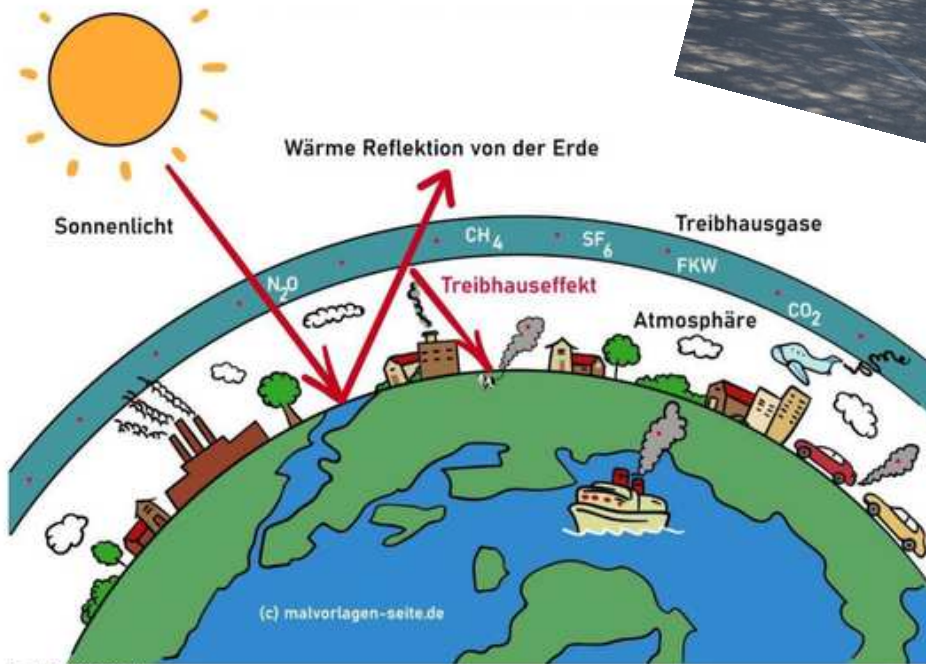 Wärme Reflektion von der Erde
Sonnenlicht
Treibhausgase
CH4
SF6
FKW
N2O
Treibhauseffekt
CO2
Atmosphäre
(c) malvorlagen-seite.de